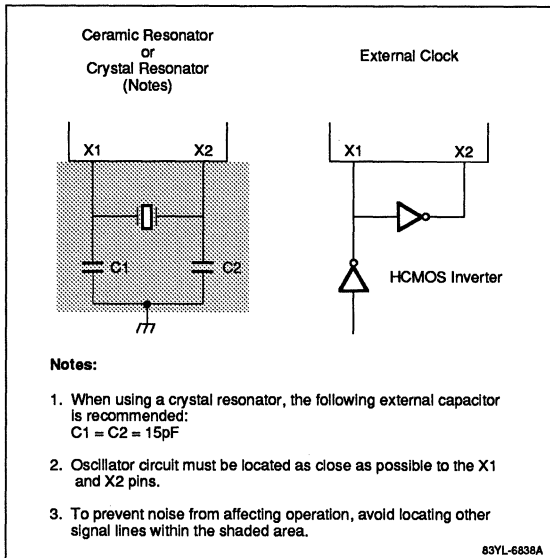 Ceramic Resonator
or
Crystal Resonator
(Notes)
External Clock
X1
X2
X1
X2
C1
C2
HCMOS Inverter
Notes:
1. When using a crystal resonator, the following external capacitor
is recommended:
C1 = C2 = 15pF
2. Oscillator circuit must be located as close as possible to the X1
and X2 pins.
3. To prevent noise from affecting operation, avoid locating other
signal lines within the shaded area.
83YL-6838A